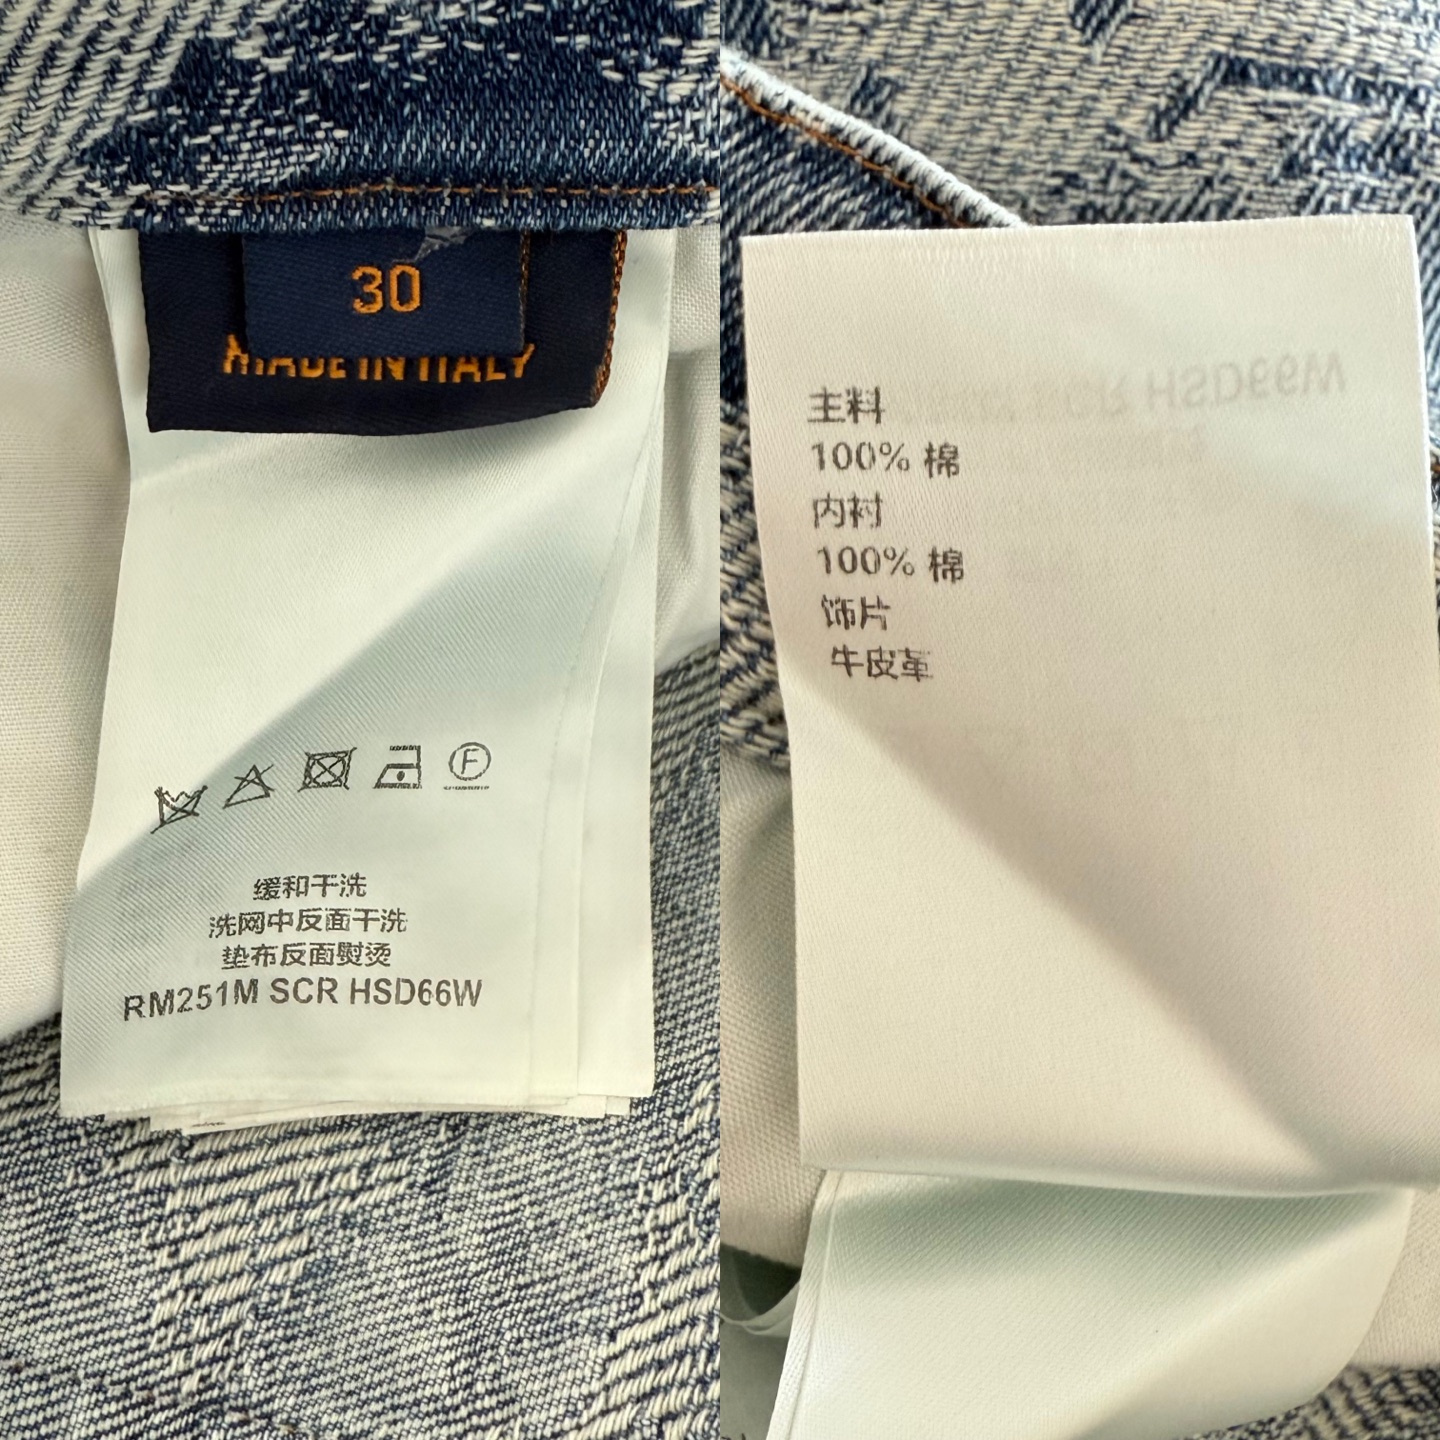 30
MADE IN ITALY
F
缓和干洗
洗网中反面干洗
垫布反面熨烫
RM251M SCR HSD66W
主料
100% 棉
内衬
100% 棉
饰片
牛皮革